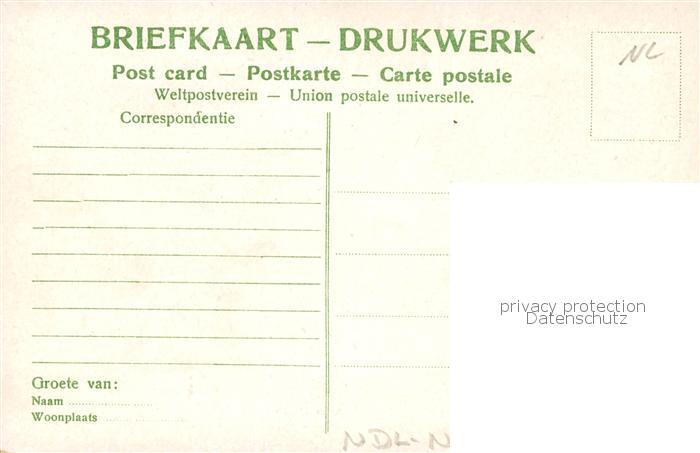 BRIEFKAART — DRUKWERK
NL
Post card — Postkarte — Carte postale
Weltpostverein — Union postale universelle.
Correspondentie
privacy protection
Datenschutz
Groete van:
Naam
Woonplaats
NDL-N